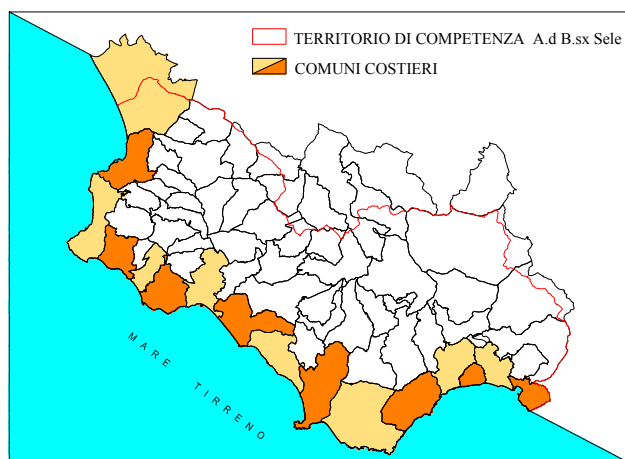 TERRITORIO DI COMPETENZA A.d B.sx Sele
COMUNI COSTIERI
MARE TIRRENO